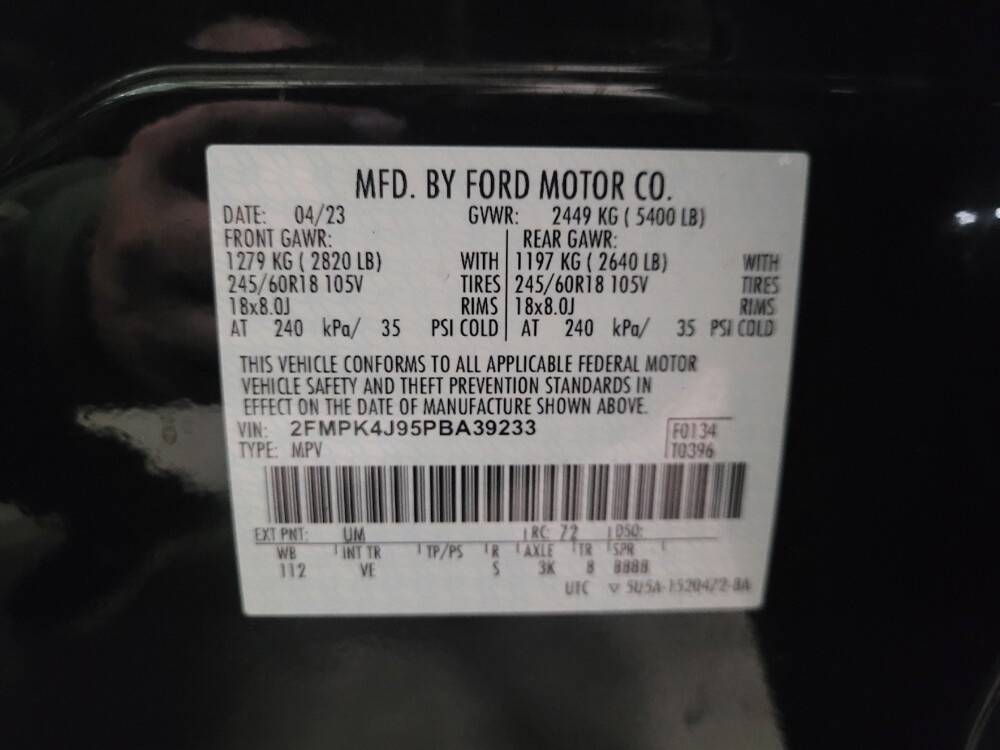 MFD. BY FORD MOTOR CO.
DATE: 04/23 GVWR: 2449 KG ( 5400 LB)
FRONT GAWR: REAR GAWR:
1279 KG ( 2820 LB) WITH 1197 KG ( 2640 LB) WITH
245/60R18 105V TIRES 245/60R18 105V TIRES
18x8.0J RIMS 18x8.0J RIMS
AT 240 kPa/ 35 PSI COLD AT 240 kPa/ 35 PSI COLD
THIS VEHICLE CONFORMS TO ALL APPLICABLE FEDERAL MOTOR
VEHICLE SAFETY AND THEFT PREVENTION STANDARDS IN
EFFECT ON THE DATE OF MANUFACTURE SHOWN ABOVE.
VIN: 2FMPK4J95PBA39233 F0134
TYPE: MPV T0396
EXT PNT: UM RC: 72 DSO:
WB INT TR TP/PS R AXLE TR SPR
112 VE S 3K 8 8888
UTC